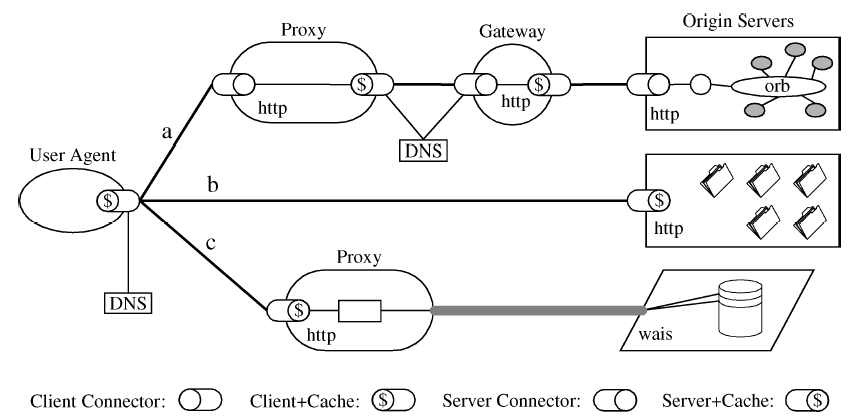 Proxy
Gateway
Origin Servers
$
$
orb
http
http
http
a
DNS
User Agent
$
b
$
http
c
Proxy
DNS
$
http
wais
Client Connector:
Client+Cache: $
Server Connector:
Server+Cache: $